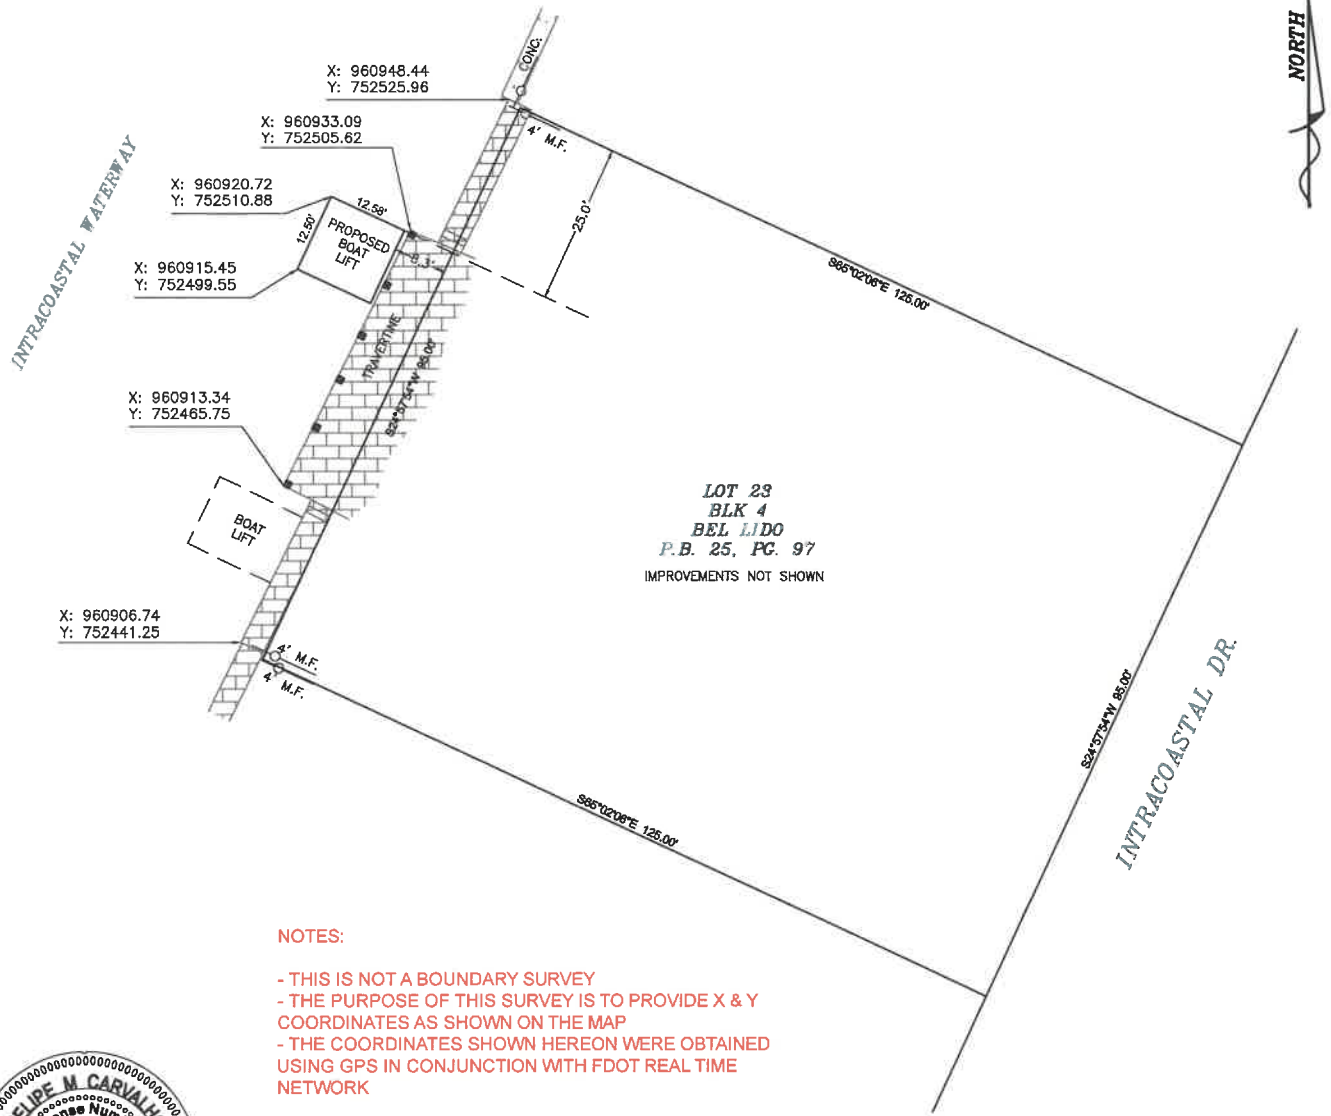 NORTH
CONC.
X: 960948.44
Y: 752525.96
X: 960933.09
Y: 752505.62
4' M.F.
X: 960920.72
Y: 752510.88
12.58'
12.50'
PROPOSED
BOAT
LIFT
25.0'
INTRACOASTAL WATERWAY
X: 960915.45
Y: 752499.55
S65°02'06"E 125.00'
TRAVERTINE
S24°57'54"W 95.00'
X: 960913.34
Y: 752465.75
LOT 23
BLK 4
BEL LIDO
P.B. 25, PG. 97
IMPROVEMENTS NOT SHOWN
BOAT
LIFT
X: 960906.74
Y: 752441.25
4' M.F.
4' M.F.
S24°57'54"W 95.00'
INTRACOASTAL DR.
S65°02'06"E 125.00'
NOTES:
- THIS IS NOT A BOUNDARY SURVEY
- THE PURPOSE OF THIS SURVEY IS TO PROVIDE X & Y
COORDINATES AS SHOWN ON THE MAP
- THE COORDINATES SHOWN HEREON WERE OBTAINED
USING GPS IN CONJUNCTION WITH FDOT REAL TIME
NETWORK
M CARVALH